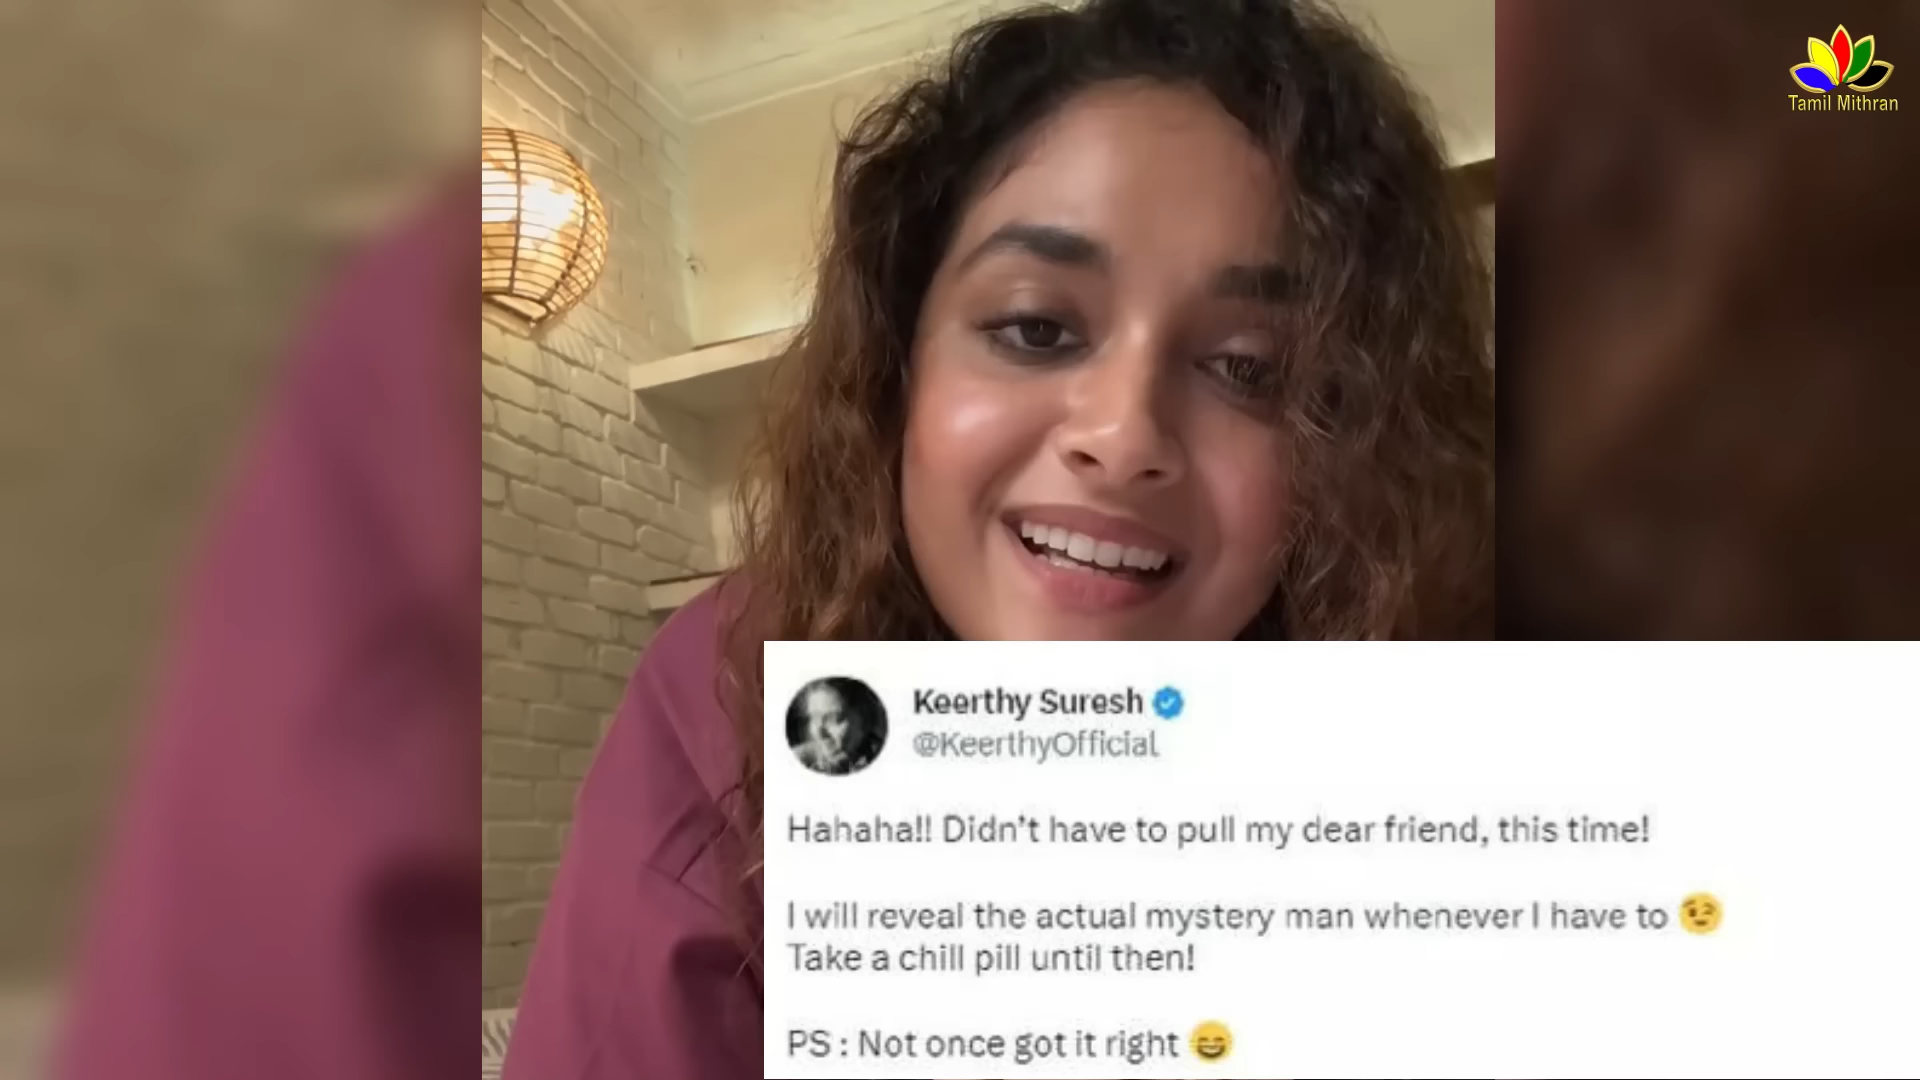 Tamil Mithran
Keerthy Suresh
@KeerthyOfficial
Hahaha!! Didn't have to pull my dear friend, this time!
I will reveal the actual mystery man whenever I have to 😉
Take a chill pill until then!
PS : Not once got it right 😄